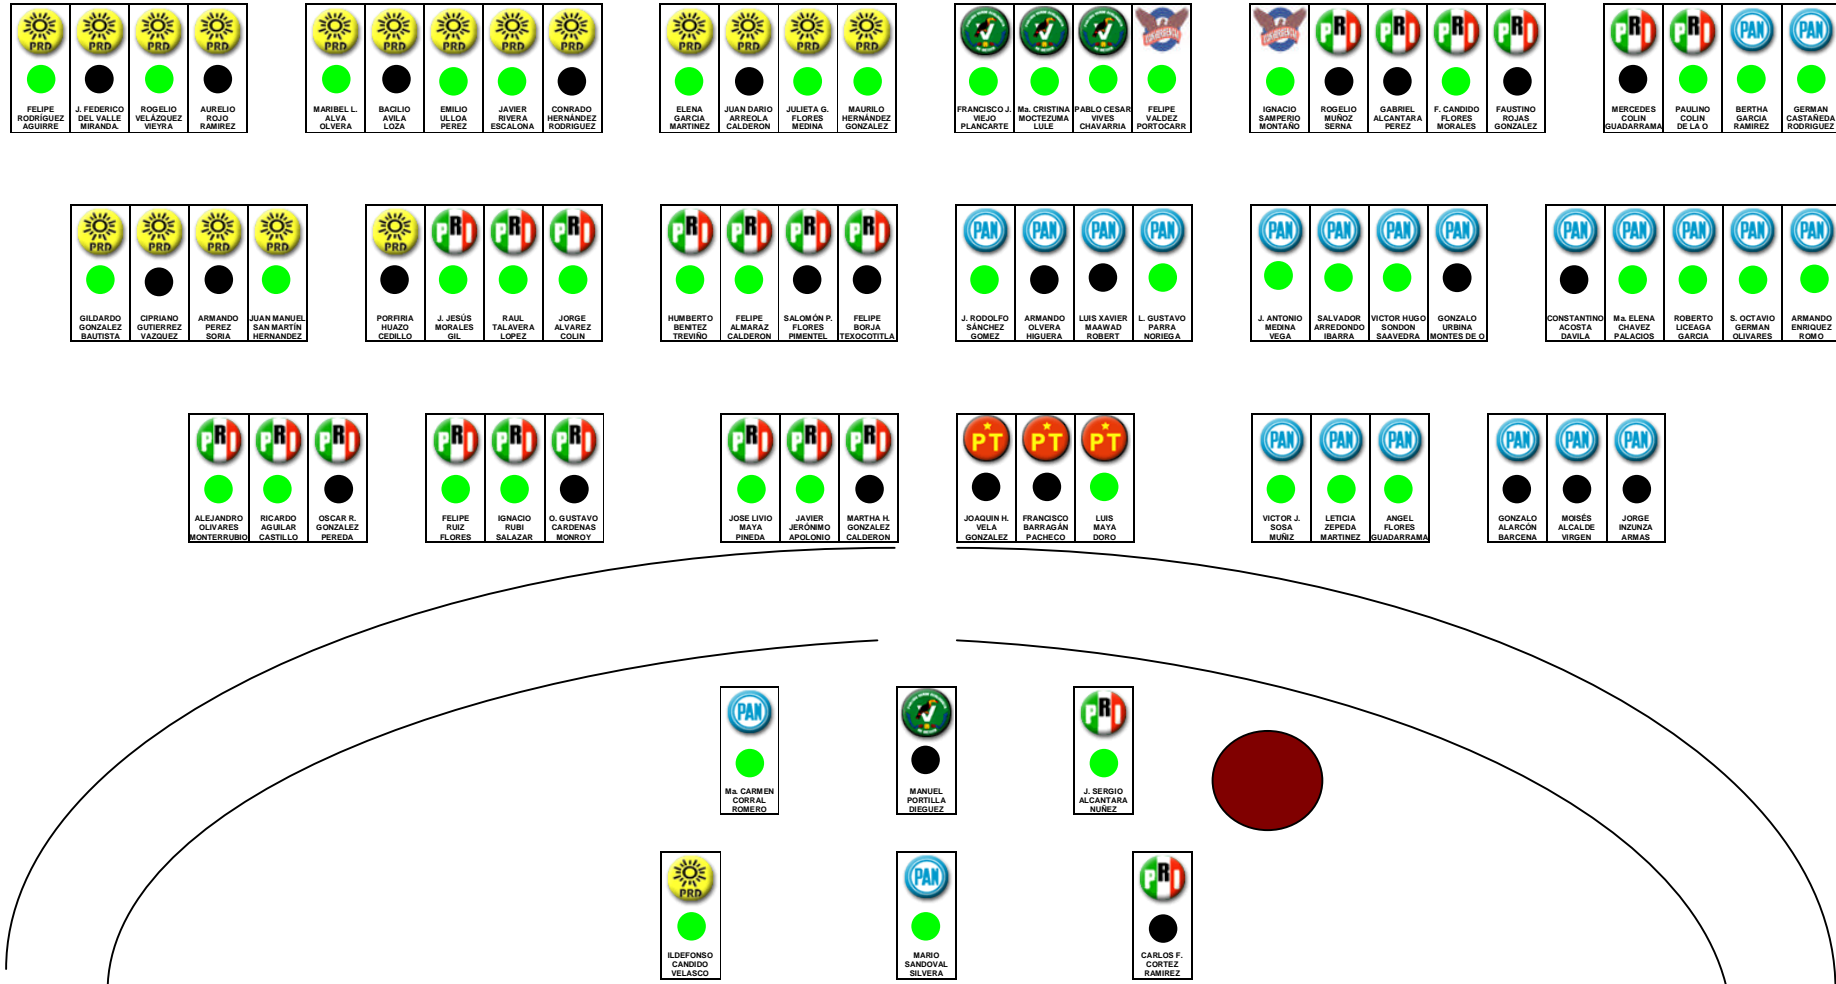 PRD PRD PRD PRD PRD PRD PRD PRD PRD PRD PRD PRD PRD CONVERGENCIA CONVERGENCIA PRI PRI PRI PRI PRI PRI PAN PAN
FELIPE RODRÍGUEZ AGUIRRE
J. FEDERICO DEL VALLE MIRANDA.
ROGELIO VELÁZQUEZ VIEYRA
AURELIO ROJO RAMIREZ
MARIBEL L. ALVA OLVERA
BACILIO AVILA LOZA
EMILIO ULLOA PEREZ
JAVIER RIVERA ESCALONA
CONRADO HERNÁNDEZ RODRIGUEZ
ELENA GARCIA MARTINEZ
JUAN DARIO ARREOLA CALDERON
JULIETA G. FLORES MEDINA
MAURILO HERNÁNDEZ GONZALEZ
FRANCISCO J. VIEJO PLANCARTE
Ma. CRISTINA MOCTEZUMA LULE
PABLO CESAR VIVES CHAVARRIA
FELIPE VALDEZ PORTOCARR
IGNACIO SAMPERIO MONTAÑO
ROGELIO MUÑOZ SERNA
GABRIEL ALCANTARA PEREZ
F. CANDIDO FLORES MORALES
FAUSTINO ROJAS GONZALEZ
MERCEDES COLIN GUADARRAMA
PAULINO COLIN DE LA O
BERTHA GARCIA RAMIREZ
GERMAN CASTAÑEDA RODRIGUEZ
PRD PRD PRD PRD PRD PRI PRI PRI PRI PRI PRI PRI PAN PAN PAN PAN PAN PAN PAN PAN PAN PAN PAN PAN PAN
GILDARDO GONZALEZ BAUTISTA
CIPRIANO GUTIERREZ VAZQUEZ
ARMANDO PEREZ SORIA
JUAN MANUEL SAN MARTÍN HERNANDEZ
PORFIRIA HUAZO CEDILLO
J. JESÚS MORALES GIL
RAUL TALAVERA LOPEZ
JORGE ALVAREZ COLIN
HUMBERTO BENITEZ TREVIÑO
FELIPE ALMARAZ CALDERON
SALOMÓN P. FLORES PIMENTEL
FELIPE BORJA TEXOCOTITLA
J. RODOLFO SÁNCHEZ GOMEZ
ARMANDO OLVERA HIGUERA
LUIS XAVIER MAAWAD ROBERT
L. GUSTAVO PARRA NORIEGA
J. ANTONIO MEDINA VEGA
SALVADOR ARREDONDO IBARRA
VICTOR HUGO SONDON SAAVEDRA
GONZALO URBINA MONTES DE O
CONSTANTINO ACOSTA DAVILA
Ma. ELENA CHAVEZ PALACIOS
ROBERTO LICEAGA GARCIA
S. OCTAVIO GERMAN OLIVARES
ARMANDO ENRIQUEZ ROMO
PRI PRI PRI PRI PRI PRI PRI PRI PRI PT PT PT PAN PAN PAN PAN PAN PAN
ALEJANDRO OLIVARES MONTERRUBIO
RICARDO AGUILAR CASTILLO
OSCAR R. GONZALEZ PEREDA
FELIPE RUIZ FLORES
IGNACIO RUBI SALAZAR
O. GUSTAVO CARDENAS MONROY
JOSE LIVIO MAYA PINEDA
JAVIER JERÓNIMO APOLONIO
MARTHA H. GONZALEZ CALDERON
JOAQUIN H. VELA GONZALEZ
FRANCISCO BARRAGÁN PACHECO
LUIS MAYA DORO
VICTOR J. SOSA MUÑIZ
LETICIA ZEPEDA MARTINEZ
ANGEL FLORES GUADARRAMA
GONZALO ALARCÓN BARCENA
MOISÉS ALCALDE VIRGEN
JORGE INZUNZA ARMAS
PAN PRI
Ma. CARMEN CORRAL ROMERO
MANUEL PORTILLA DIEGUEZ
J. SERGIO ALCANTARA NUÑEZ
PRD PAN PRI
ILDEFONSO CANDIDO VELASCO
MARIO SANDOVAL SILVERA
CARLOS F. CORTEZ RAMIREZ